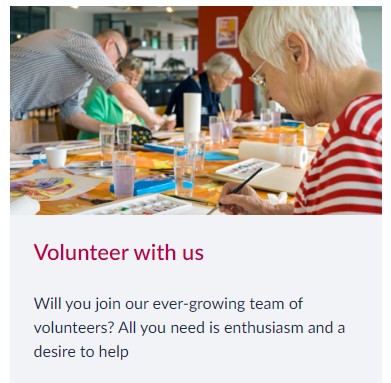 Volunteer with us
Will you join our ever-growing team of
volunteers? All you need is enthusiasm and a
desire to help